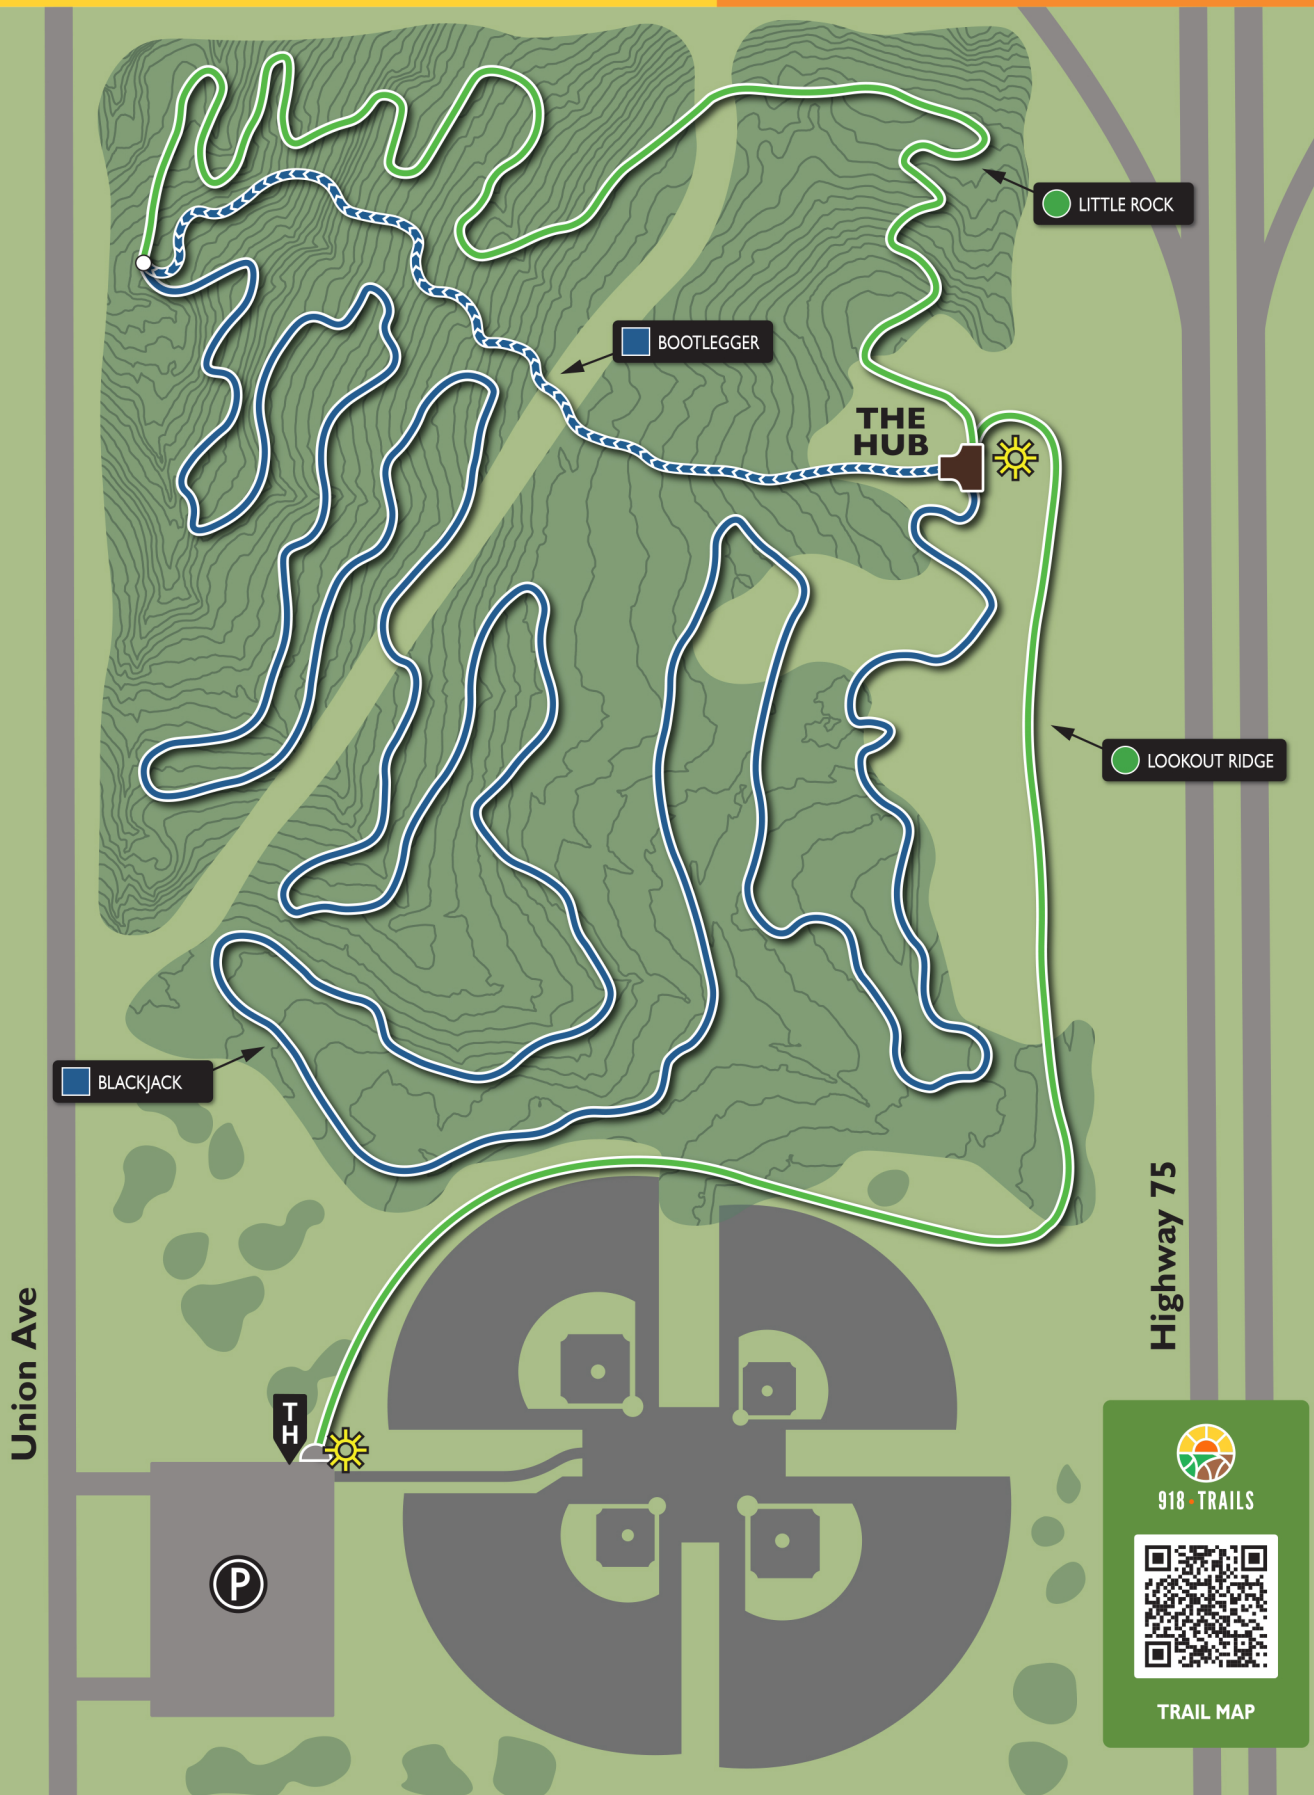 LITTLE ROCK
BOOTLEGGER
THE
HUB
LOOKOUT RIDGE
BLACKJACK
Highway 75
Union Ave
T
H
P
918 • TRAILS
TRAIL MAP